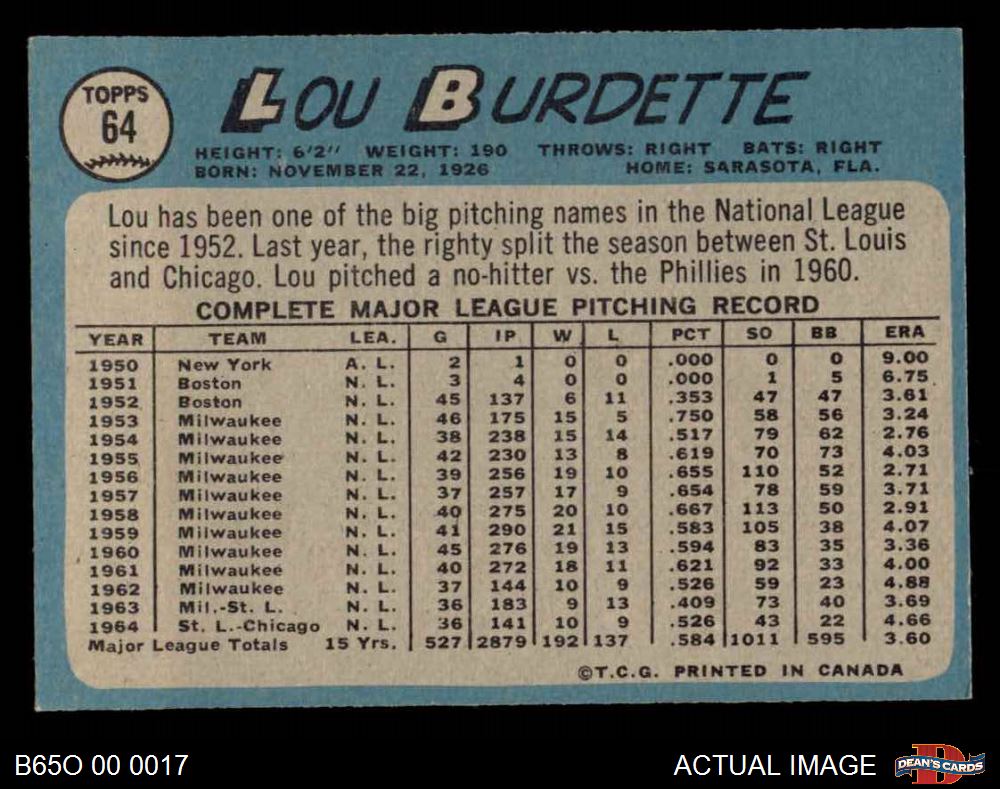 TOPPS
64
LOU BURDETTE
HEIGHT: 6'2" WEIGHT: 190 THROWS: RIGHT BATS: RIGHT
BORN: NOVEMBER 22, 1926 HOME: SARASOTA, FLA.
Lou has been one of the big pitching names in the National League
since 1952. Last year, the righty split the season between St. Louis
and Chicago. Lou pitched a no-hitter vs. the Phillies in 1960.
COMPLETE MAJOR LEAGUE PITCHING RECORD
YEAR TEAM LEA. G IP W L PCT SO BB ERA
1950 New York A. L. 2 1 0 0 .000 0 0 9.00
1951 Boston N. L. 3 4 0 0 .000 1 5 6.75
1952 Boston N. L. 45 137 6 11 .353 47 47 3.61
1953 Milwaukee N. L. 46 175 15 5 .750 58 56 3.24
1954 Milwaukee N. L. 38 238 15 14 .517 79 62 2.76
1955 Milwaukee N. L. 42 230 13 8 .619 70 73 4.03
1956 Milwaukee N. L. 39 256 19 10 .655 110 52 2.71
1957 Milwaukee N. L. 37 257 17 9 .654 78 59 3.71
1958 Milwaukee N. L. 40 275 20 10 .667 113 50 2.91
1959 Milwaukee N. L. 41 290 21 15 .583 105 38 4.07
1960 Milwaukee N. L. 45 276 19 13 .594 83 35 3.36
1961 Milwaukee N. L. 40 272 18 11 .621 92 33 4.00
1962 Milwaukee N. L. 37 144 10 9 .526 59 23 4.88
1963 Mil.-St. L. N. L. 36 183 9 13 .409 73 40 3.69
1964 St. L.-Chicago N. L. 36 141 10 9 .526 43 22 4.66
Major League Totals 15 Yrs. 527 2879 192 137 .584 1011 595 3.60
©T.C.G. PRINTED IN CANADA
B65O 00 0017
ACTUAL IMAGE
D
DEAN'S CARDS